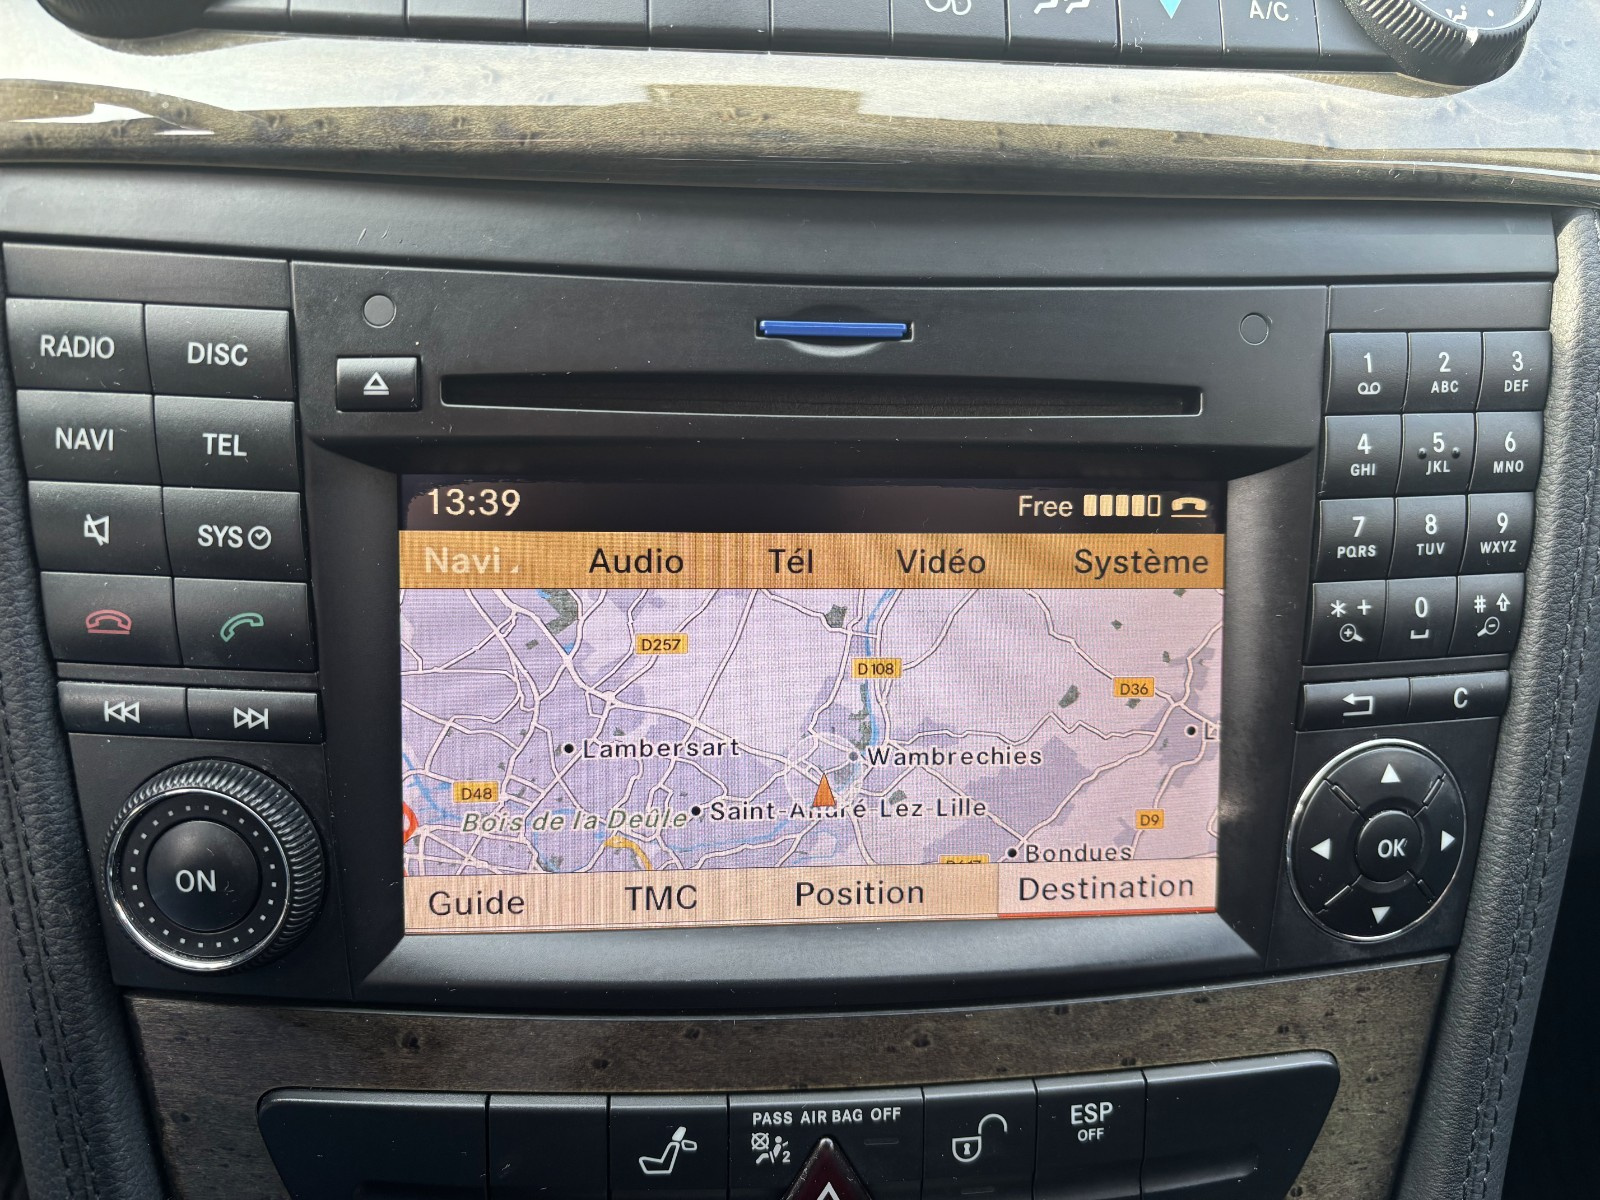 A/C
RADIO DISC
NAVI TEL
SYS
ON
1 2 ABC 3 DEF
4 GHI 5 JKL 6 MNO
7 PQRS 8 TUV 9 WXYZ
* + 0 #
C
OK
13:39 Free
Navi Audio Tél Vidéo Système
D257
D108
D36
Lambersart
Wambrechies
D48
Bois de la Deûle
Saint-André-Lez-Lille
D9
Bondues
Guide TMC Position Destination
PASS AIR BAG OFF
2
ESP
OFF